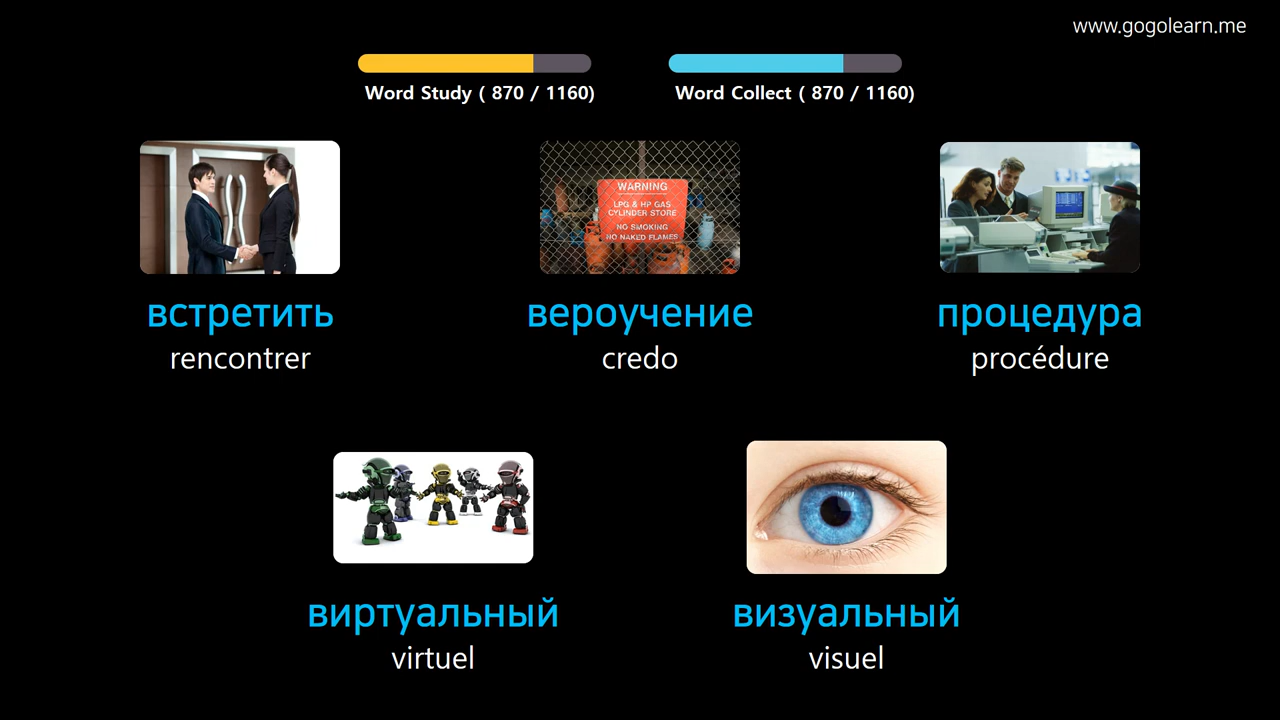 www.gogolearn.me
Word Study ( 870 / 1160)
Word Collect ( 870 / 1160)
WARNING
LPG & HP GAS
CYLINDER STORE
NO SMOKING
NO NAKED FLAMES
встретить
rencontrer
вероучение
credo
процедура
procédure
виртуальный
virtuel
визуальный
visuel